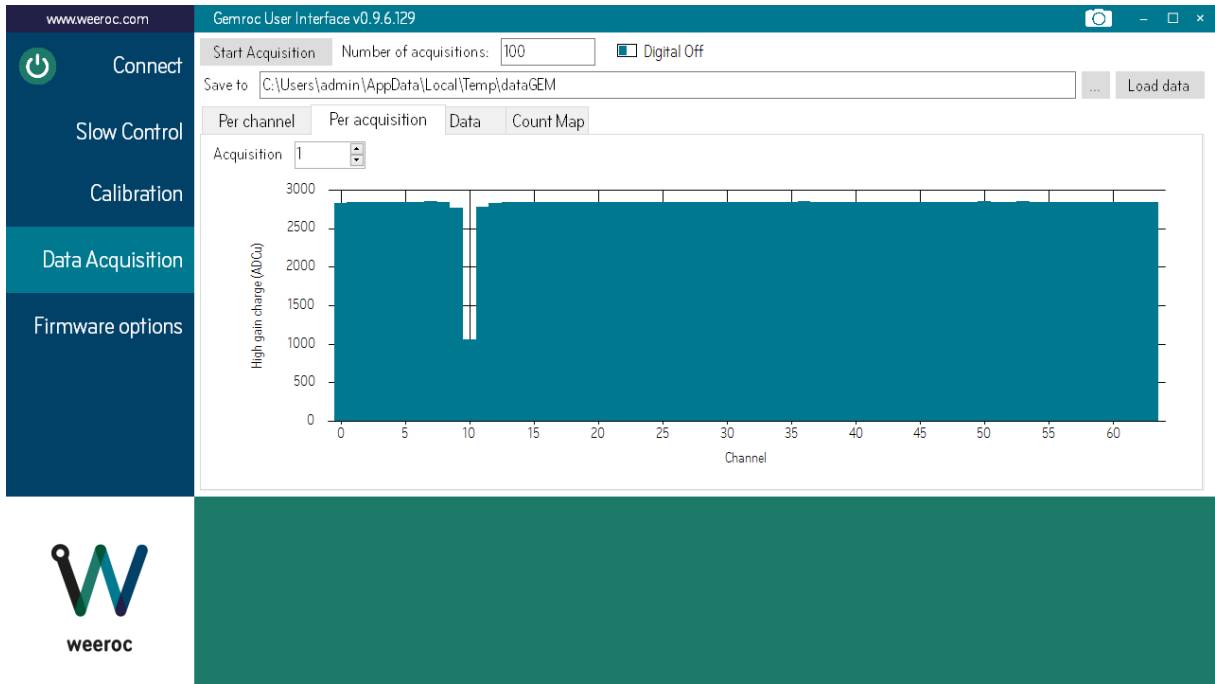 www.weeroc.com
Gemroc User Interface v0.9.6.129
Connect
Slow Control
Calibration
Data Acquisition
Firmware options
Start Acquisition Number of acquisitions: 100 Digital Off
Save to C:\Users\admin\AppData\Local\Temp\dataGEM ... Load data
Per channel Per acquisition Data Count Map
Acquisition 1
High gain charge (ADCu)
3000
2500
2000
1500
1000
500
0
0 5 10 15 20 25 30 35 40 45 50 55 60
Channel
weeroc